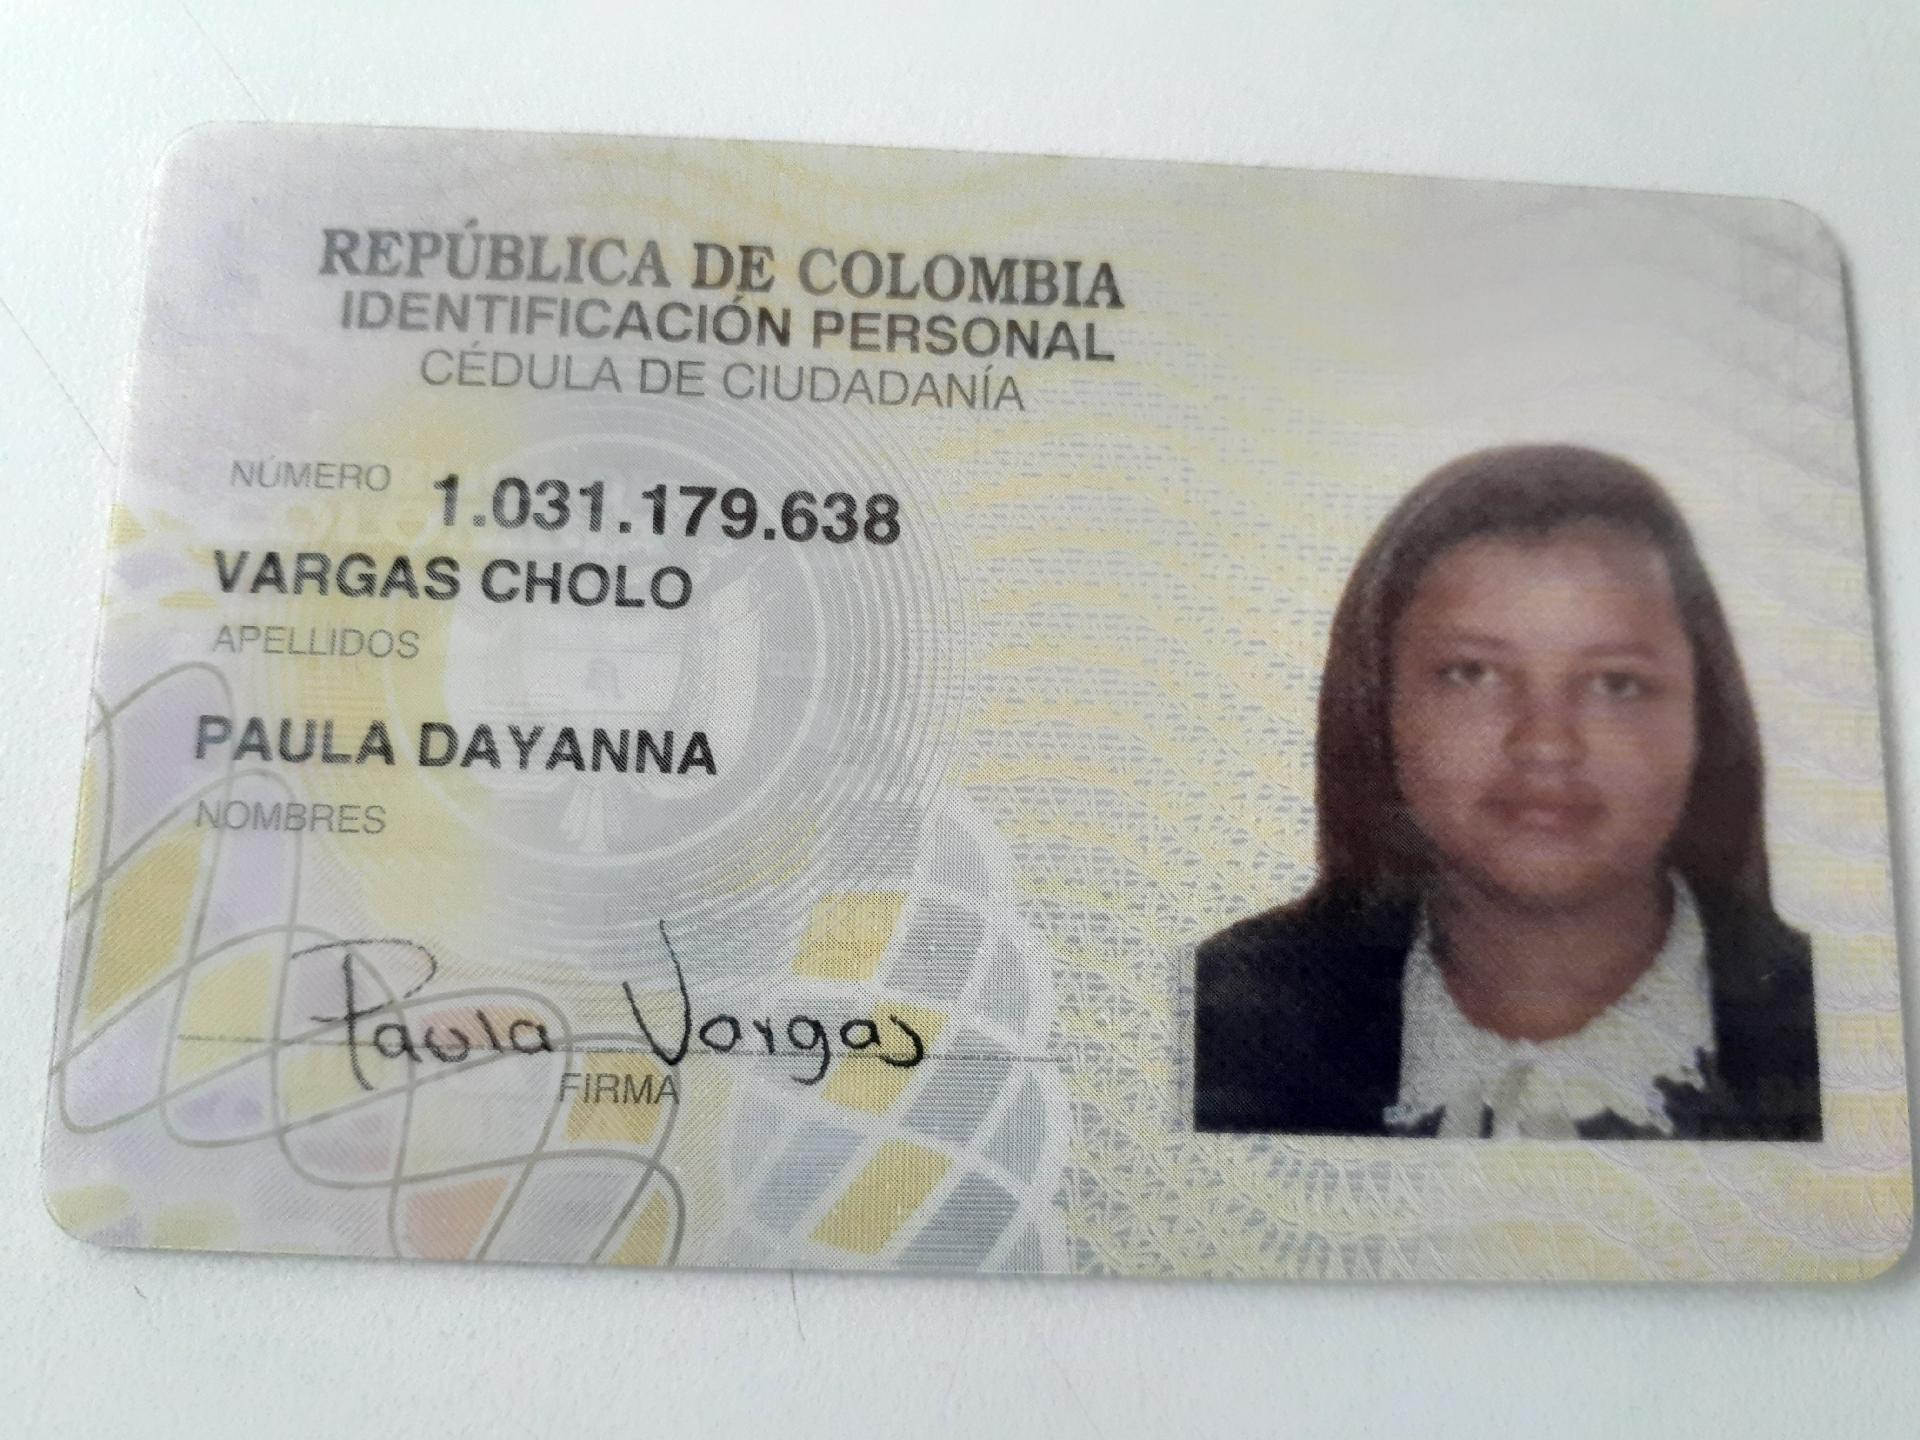 REPÚBLICA DE COLOMBIA
IDENTIFICACIÓN PERSONAL
CÉDULA DE CIUDADANÍA
NÚMERO 1.031.179.638
VARGAS CHOLO
APELLIDOS
PAULA DAYANNA
NOMBRES
Paula Vargas
FIRMA